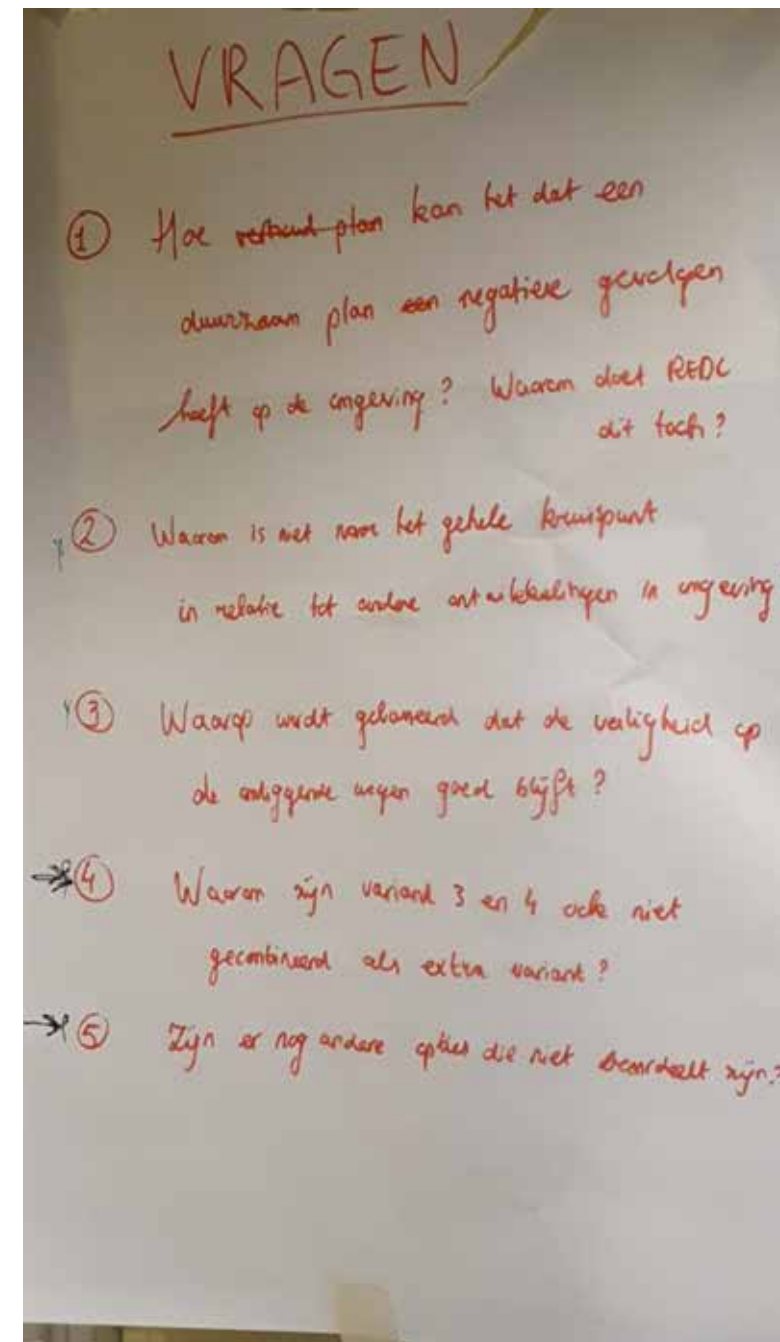 VRAGEN
① Hoe verhoud plan kan het dat een
duurzaam plan een negatieve gevolgen
heeft op de omgeving? Waarom doet REDC
dit toch?
② Waarom is niet naar het gehele kruispunt
in relatie tot andere ontwikkelingen in omgeving
③ Waarop wordt gebaseerd dat de veiligheid op
de omliggende wegen goed blijft?
④ Waarom zijn variant 3 en 4 ook niet
gecombineerd als extra variant?
⑤ Zijn er nog andere opties die niet beoordeelt zijn?